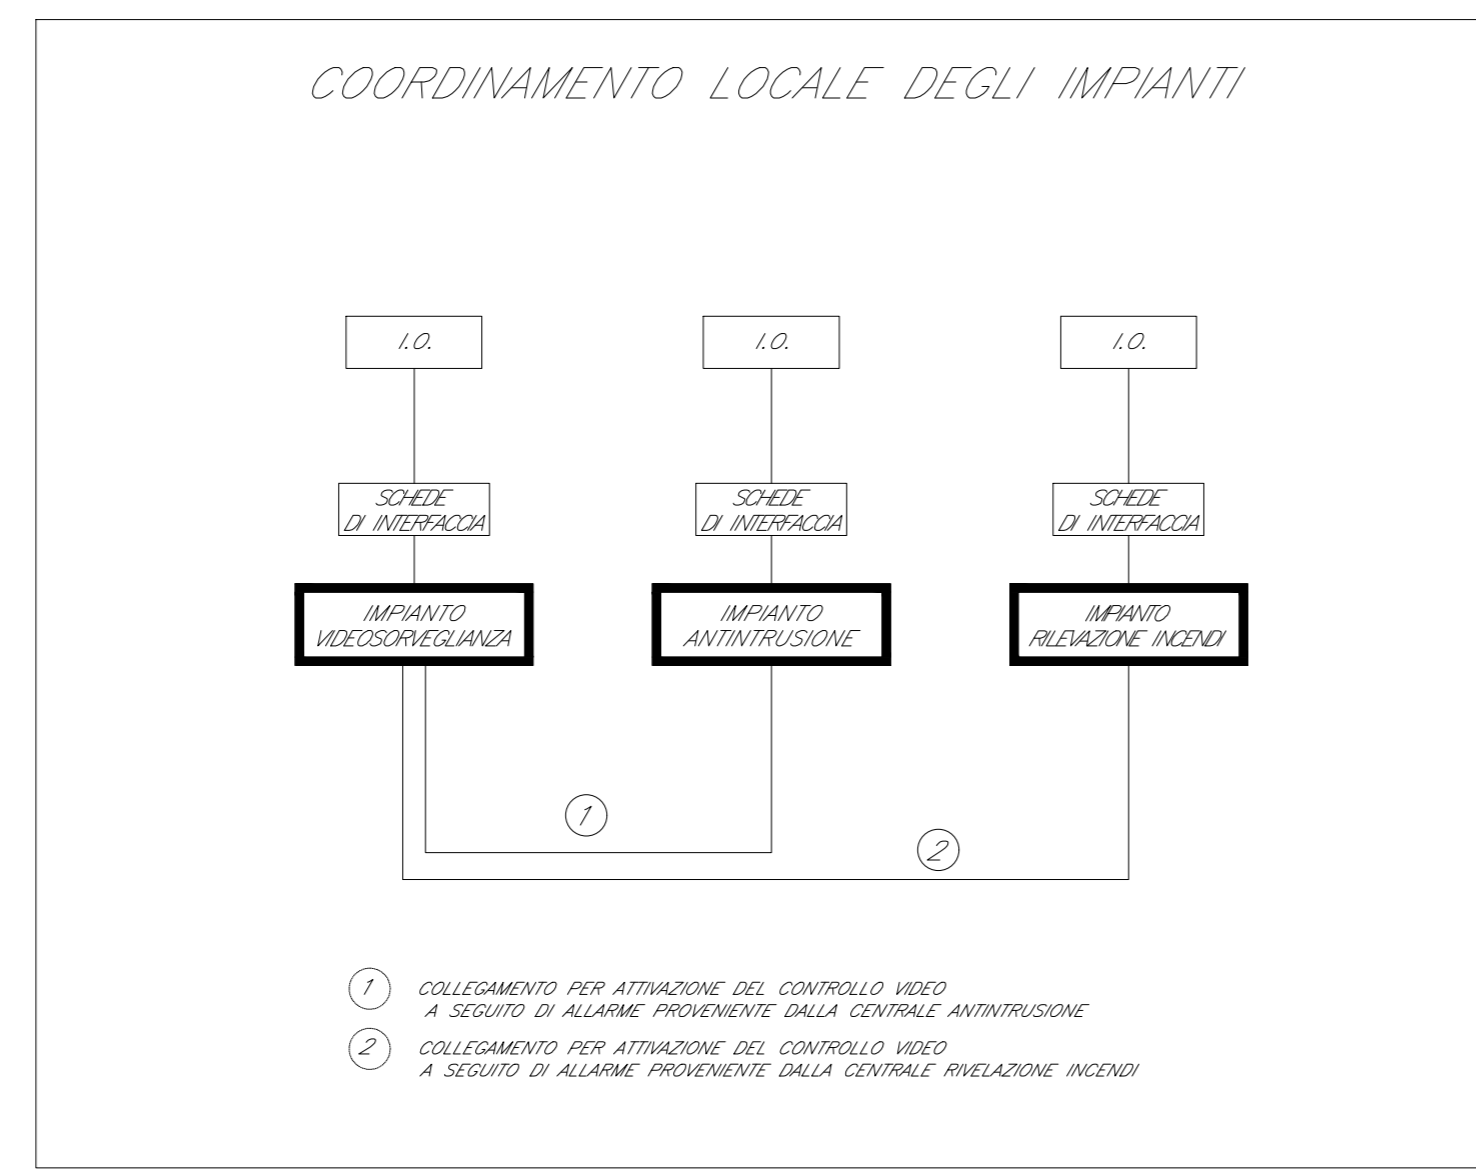 COORDINAMENTO LOCALE DEGLI IMPIANTI
I.O.
I.O.
I.O.
SCHEDE
DI INTERFACCIA
SCHEDE
DI INTERFACCIA
SCHEDE
DI INTERFACCIA
IMPIANTO
VIDEOSORVEGLIANZA
IMPIANTO
ANTINTRUSIONE
IMPIANTO
RILEVAZIONE INCENDI
1
2
1 COLLEGAMENTO PER ATTIVAZIONE DEL CONTROLLO VIDEO
A SEGUITO DI ALLARME PROVENIENTE DALLA CENTRALE ANTINTRUSIONE
2 COLLEGAMENTO PER ATTIVAZIONE DEL CONTROLLO VIDEO
A SEGUITO DI ALLARME PROVENIENTE DALLA CENTRALE RIVELAZIONE INCENDI